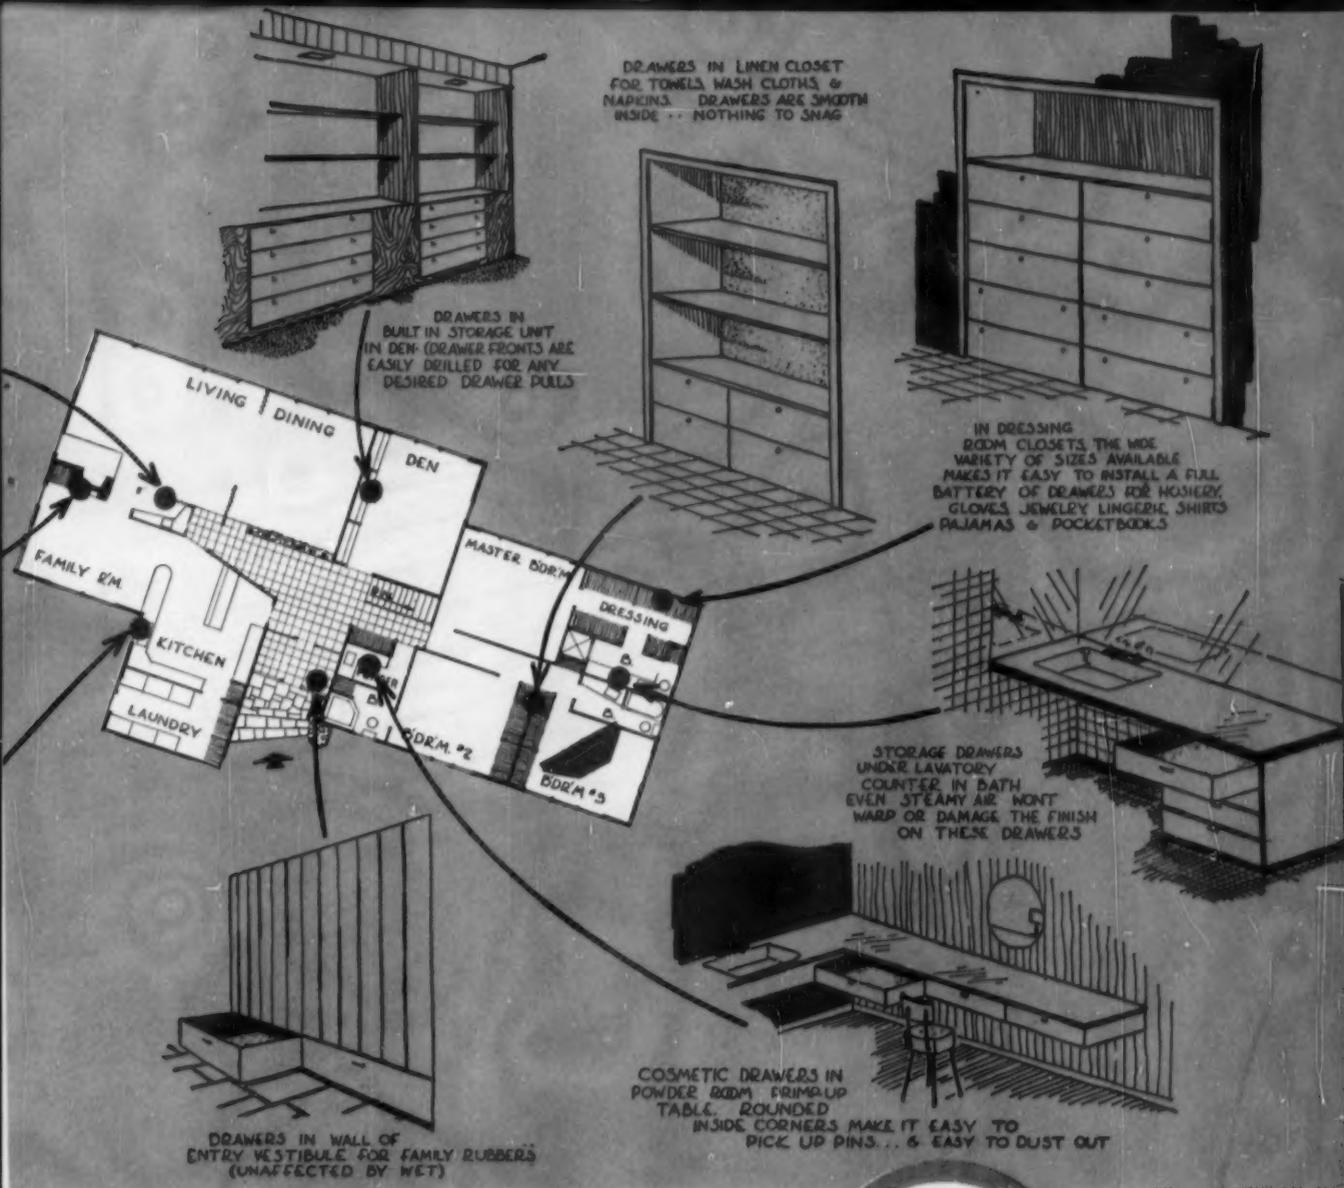 DRAWERS IN LINEN CLOSET
FOR TOWELS, WASH CLOTHS, &
NAPKINS. DRAWERS ARE SMOOTH
INSIDE -- NOTHING TO SNAG
DRAWERS IN
BUILT IN STORAGE UNIT
IN DEN. (DRAWER FRONTS ARE
EASILY DRILLED FOR ANY
DESIRED DRAWER PULLS
IN DRESSING
ROOM CLOSETS, THE WIDE
VARIETY OF SIZES AVAILABLE
MAKES IT EASY TO INSTALL A FULL
BATTERY OF DRAWERS FOR HOSIERY,
GLOVES, JEWELRY, LINGERIE, SHIRTS
PAJAMAS & POCKETBOOKS
LIVING
DINING
DEN
FAMILY R'M.
KITCHEN
LAUNDRY
MASTER B'DR'M
DRESSING
B.
B.
B.
B'DR'M. #2
B'DR'M #3
STORAGE DRAWERS
UNDER LAVATORY
COUNTER IN BATH
EVEN STEAMY AIR WON'T
WARP OR DAMAGE THE FINISH
ON THESE DRAWERS
COSMETIC DRAWERS IN
POWDER ROOM PRIMP-UP
TABLE. ROUNDED
INSIDE CORNERS MAKE IT EASY TO
PICK UP PINS... & EASY TO DUST OUT
DRAWERS IN WALL OF
ENTRY VESTIBULE FOR FAMILY "RUBBERS"
(UNAFFECTED BY WET)